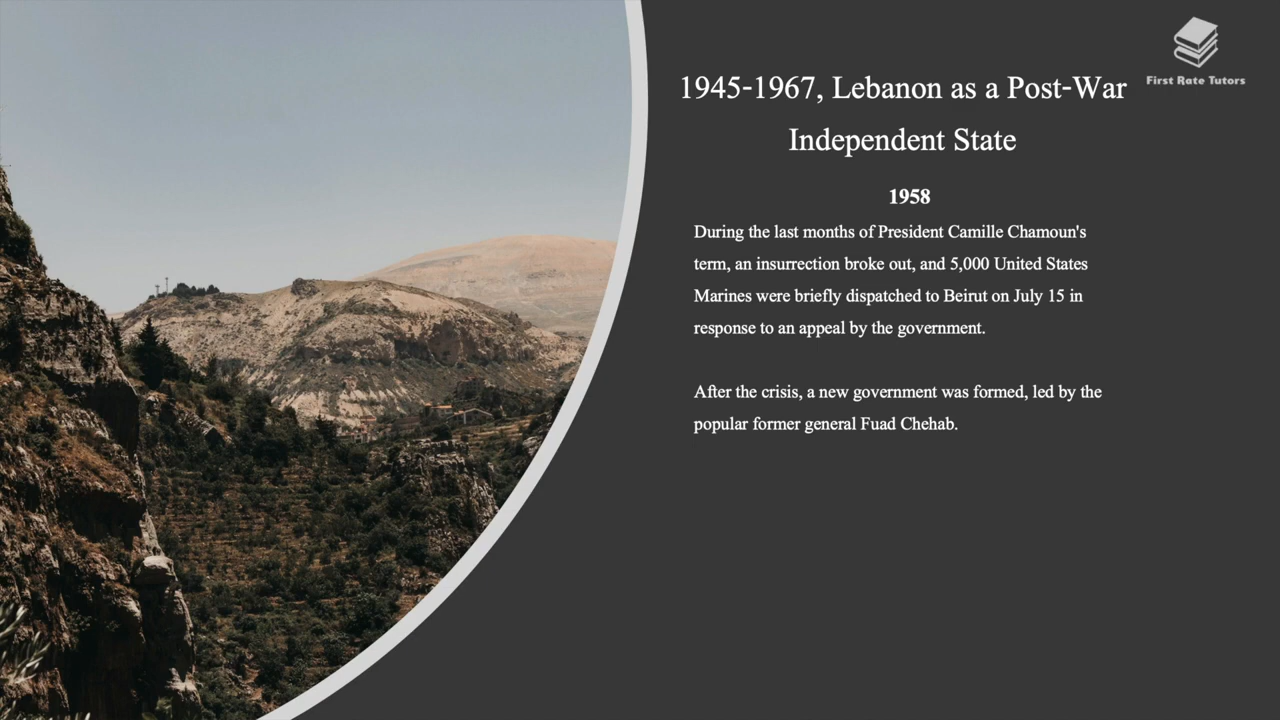 First Rate Tutors
1945-1967, Lebanon as a Post-War
Independent State
1958
During the last months of President Camille Chamoun's
term, an insurrection broke out, and 5,000 United States
Marines were briefly dispatched to Beirut on July 15 in
response to an appeal by the government.
After the crisis, a new government was formed, led by the
popular former general Fuad Chehab.